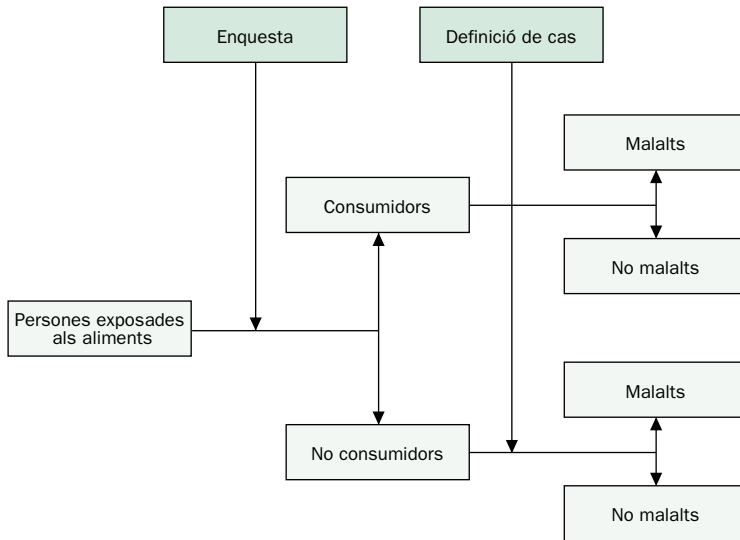 Enquesta
Definició de cas
Malalts
Consumidors
No malalts
Persones exposades
als aliments
Malalts
No consumidors
No malalts